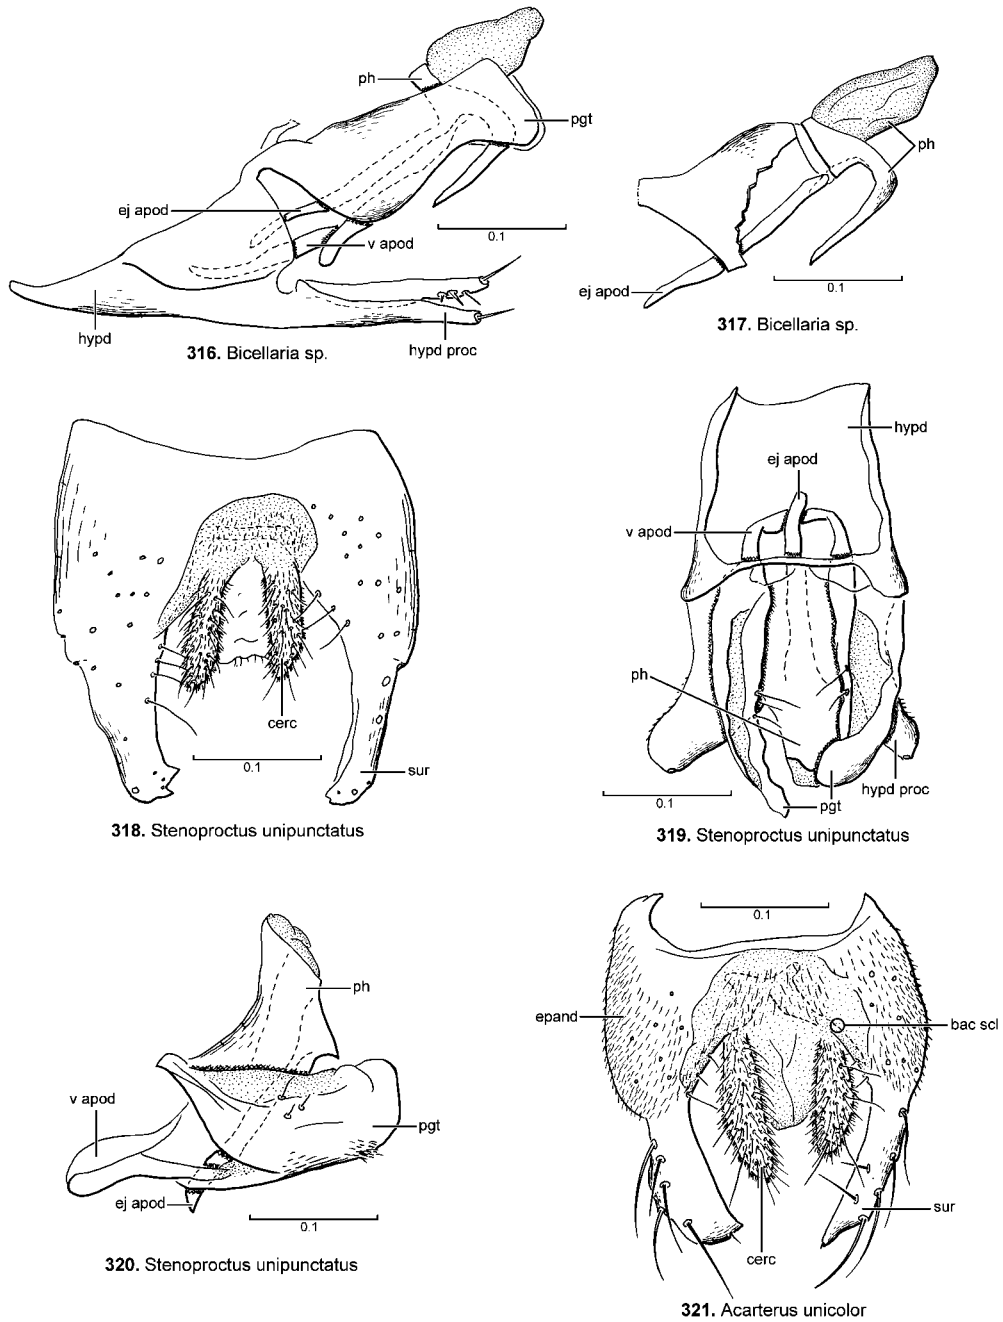 ph
pgt
ej apod
v apod
0.1
hypd
hypd proc
316. Bicellaria sp.
ph
ej apod
0.1
317. Bicellaria sp.
cerc
0.1
sur
318. Stenoproctus unipunctatus
hypd
ej apod
v apod
ph
0.1
pgt
hypd proc
319. Stenoproctus unipunctatus
ph
v apod
pgt
ej apod
0.1
320. Stenoproctus unipunctatus
0.1
epand
bac scl
sur
cerc
321. Acarterus unicolor